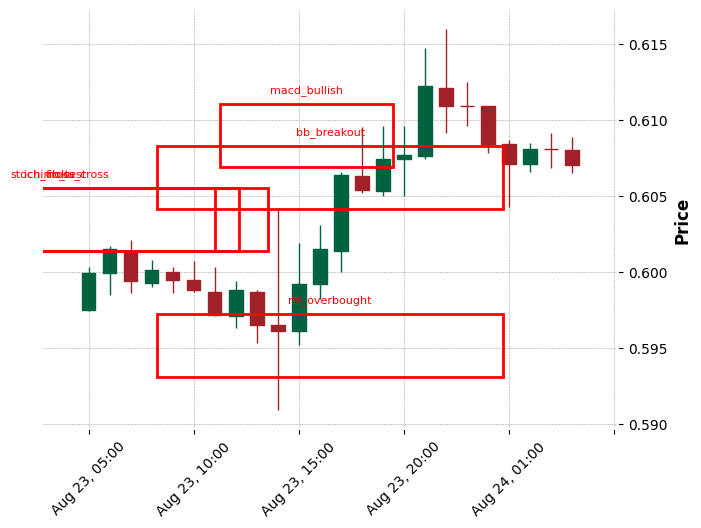 macd_bullish
bb_breakout
rsi_overbought
0.615
0.610
0.605
0.600
0.595
0.590
Price
Aug 23, 05:00
Aug 23, 10:00
Aug 23, 15:00
Aug 23, 20:00
Aug 24, 01:00